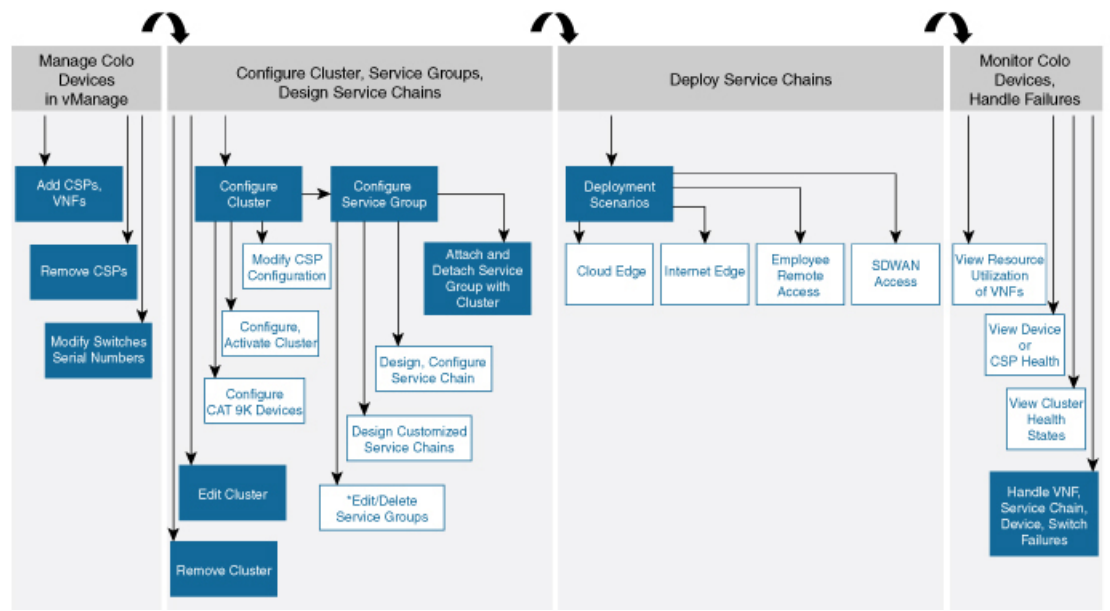 Manage Colo
Devices
in vManage
Configure Cluster, Service Groups,
Design Service Chains
Deploy Service Chains
Monitor Colo
Devices,
Handle Failures
Add CSPs,
VNFs
Remove CSPs
Modify Switches
Serial Numbers
Configure
Cluster
Configure
Service Group
Modify CSP
Configuration
Attach and
Detach Service
Group with
Cluster
Configure,
Activate Cluster
Design, Configure
Service Chain
Configure
CAT 9K Devices
Design Customized
Service Chains
Edit Cluster
*Edit/Delete
Service Groups
Remove Cluster
Deployment
Scenarios
Cloud Edge
Internet Edge
Employee
Remote
Access
SDWAN
Access
View Resource
Utilization
of VNFs
View Device
or
CSP Health
View Cluster
Health
States
Handle VNF,
Service Chain,
Device, Switch
Failures